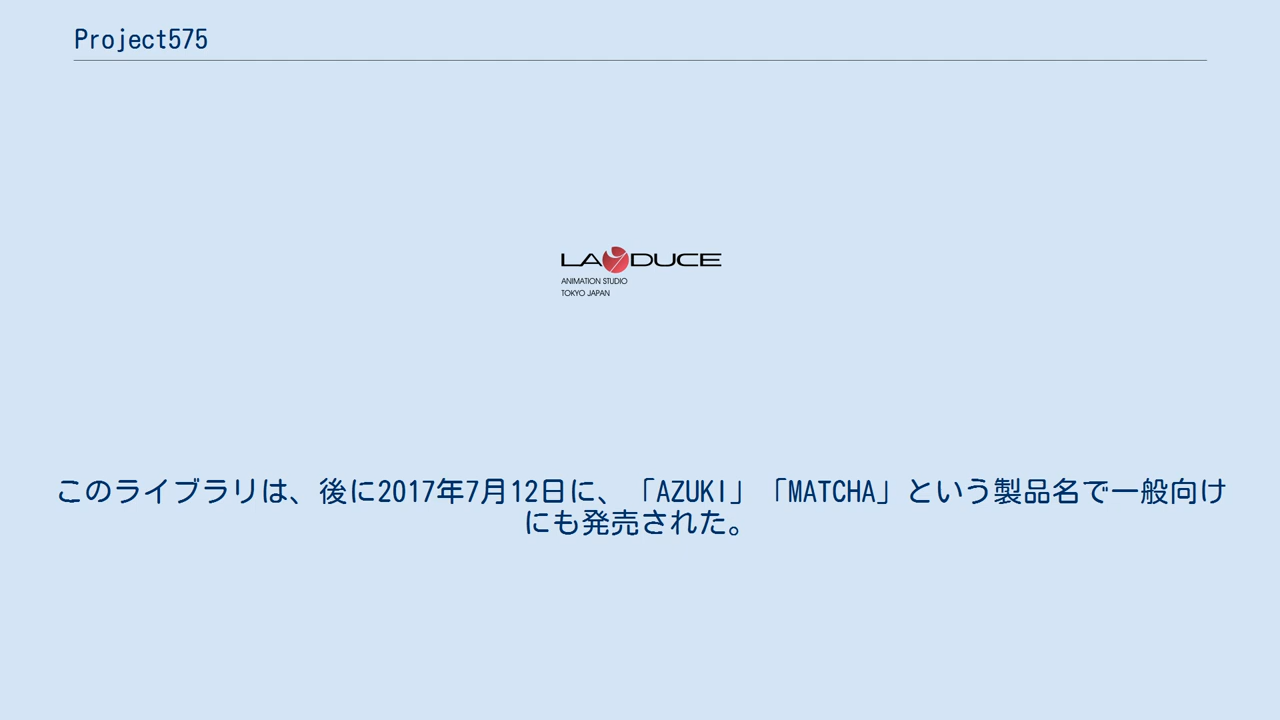 Project575
LADUCE
ANIMATION STUDIO
TOKYO JAPAN
このライブラリは、後に2017年7月12日に、「AZUKI」「MATCHA」という製品名で一般向け
にも発売された。